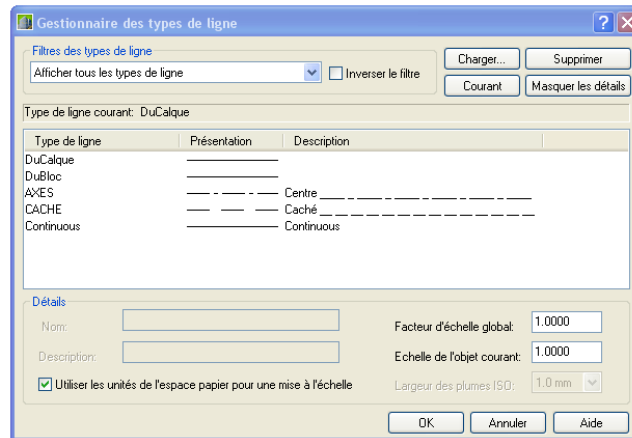 Gestionnaire des types de ligne
Filtres des types de ligne
Afficher tous les types de ligne
Inverser le filtre
Charger...
Supprimer
Courant
Masquer les détails
Type de ligne courant: DuCalque
Type de ligne Présentation Description
DuCalque
DuBloc
AXES Centre
CACHE Caché
Continuous Continuous
Détails
Nom:
Description:
Facteur d'échelle global: 1.0000
Echelle de l'objet courant: 1.0000
Utiliser les unités de l'espace papier pour une mise à l'échelle
Largeur des plumes ISO: 1.0 mm
OK Annuler Aide